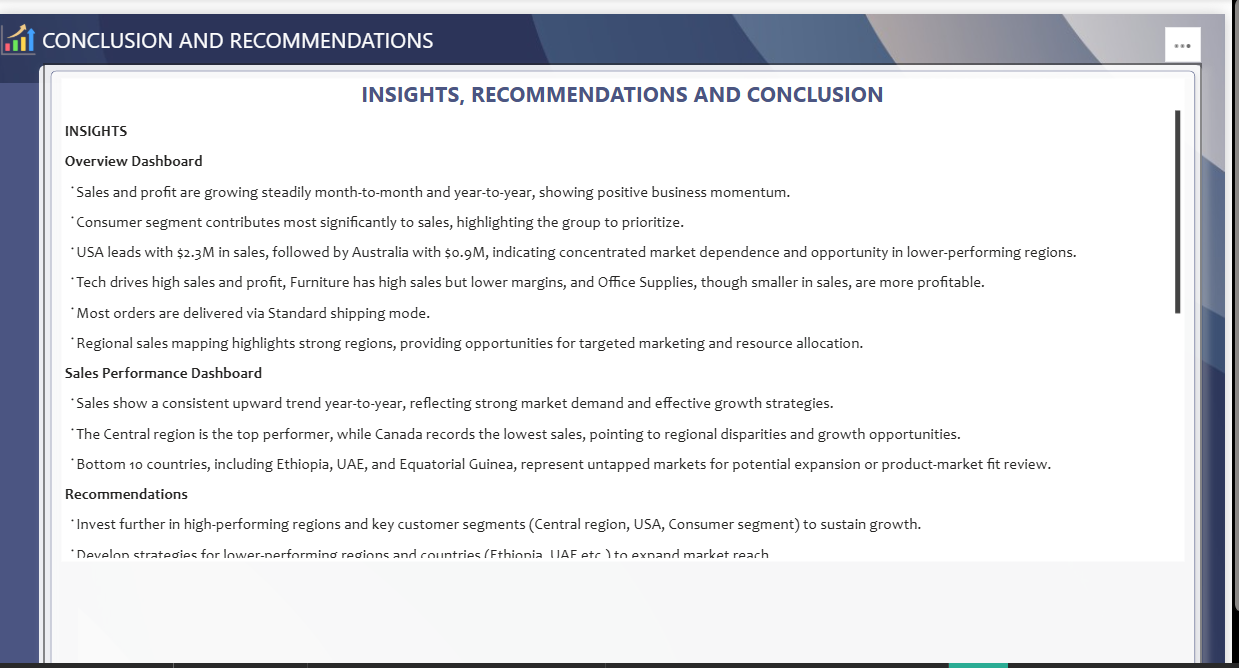 CONCLUSION AND RECOMMENDATIONS
...
INSIGHTS, RECOMMENDATIONS AND CONCLUSION
INSIGHTS
Overview Dashboard
*Sales and profit are growing steadily month-to-month and year-to-year, showing positive business momentum.
*Consumer segment contributes most significantly to sales, highlighting the group to prioritize.
*USA leads with $2.3M in sales, followed by Australia with $0.9M, indicating concentrated market dependence and opportunity in lower-performing regions.
*Tech drives high sales and profit, Furniture has high sales but lower margins, and Office Supplies, though smaller in sales, are more profitable.
*Most orders are delivered via Standard shipping mode.
*Regional sales mapping highlights strong regions, providing opportunities for targeted marketing and resource allocation.
Sales Performance Dashboard
*Sales show a consistent upward trend year-to-year, reflecting strong market demand and effective growth strategies.
*The Central region is the top performer, while Canada records the lowest sales, pointing to regional disparities and growth opportunities.
*Bottom 10 countries, including Ethiopia, UAE, and Equatorial Guinea, represent untapped markets for potential expansion or product-market fit review.
Recommendations
*Invest further in high-performing regions and key customer segments (Central region, USA, Consumer segment) to sustain growth.
*Develop strategies for lower-performing regions and countries (Ethiopia, UAE etc.) to expand market reach